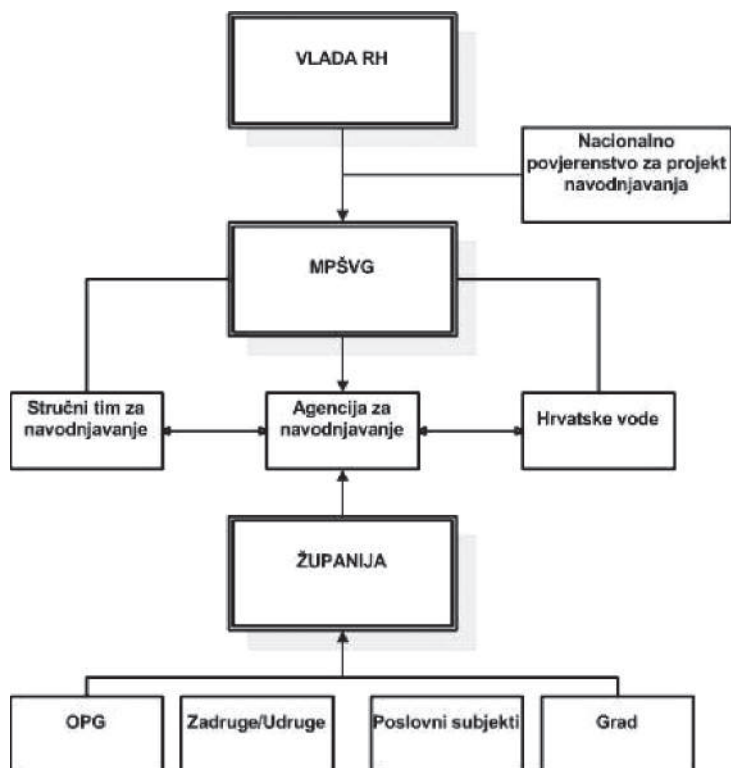 VLADA RH
Nacionalno
povjerenstvo za projekt
navodnjavanja
MPŠVG
Stručni tim za
navodnjavanje
Agencija za
navodnjavanje
Hrvatske vode
ŽUPANIJA
OPG
Zadruge/Udruge
Poslovni subjekti
Grad